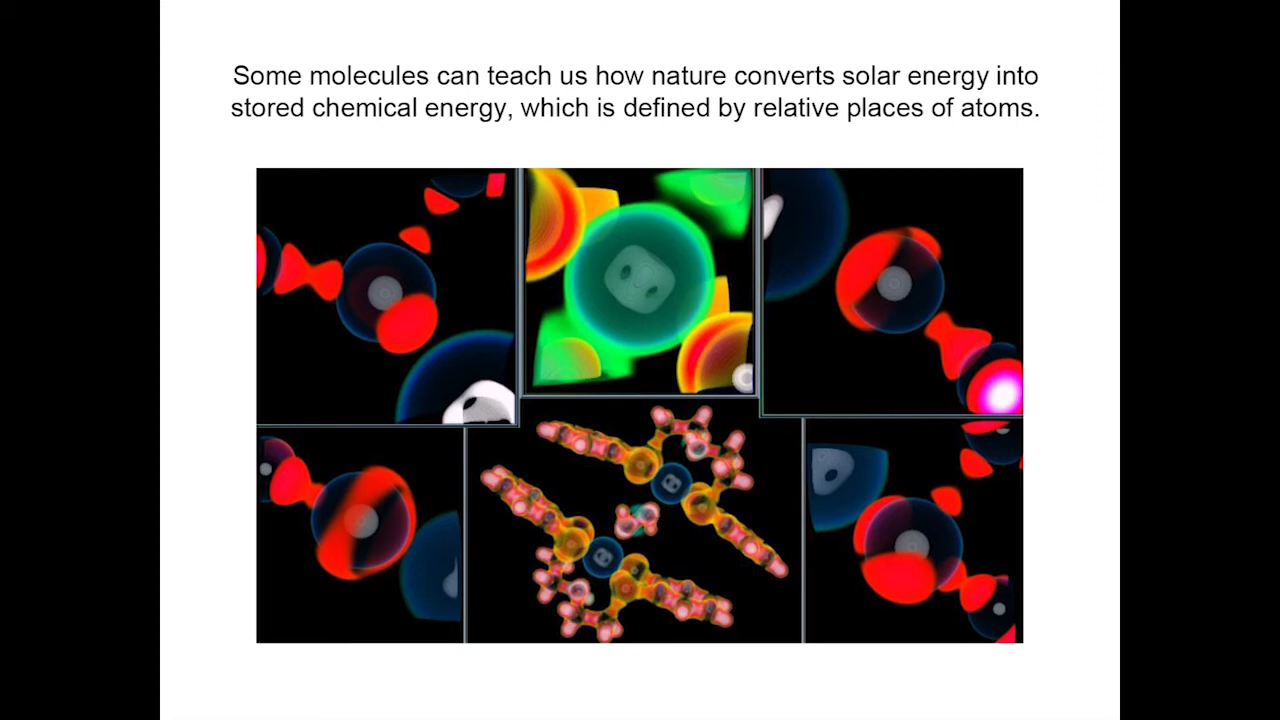 Some molecules can teach us how nature converts solar energy into
stored chemical energy, which is defined by relative places of atoms.